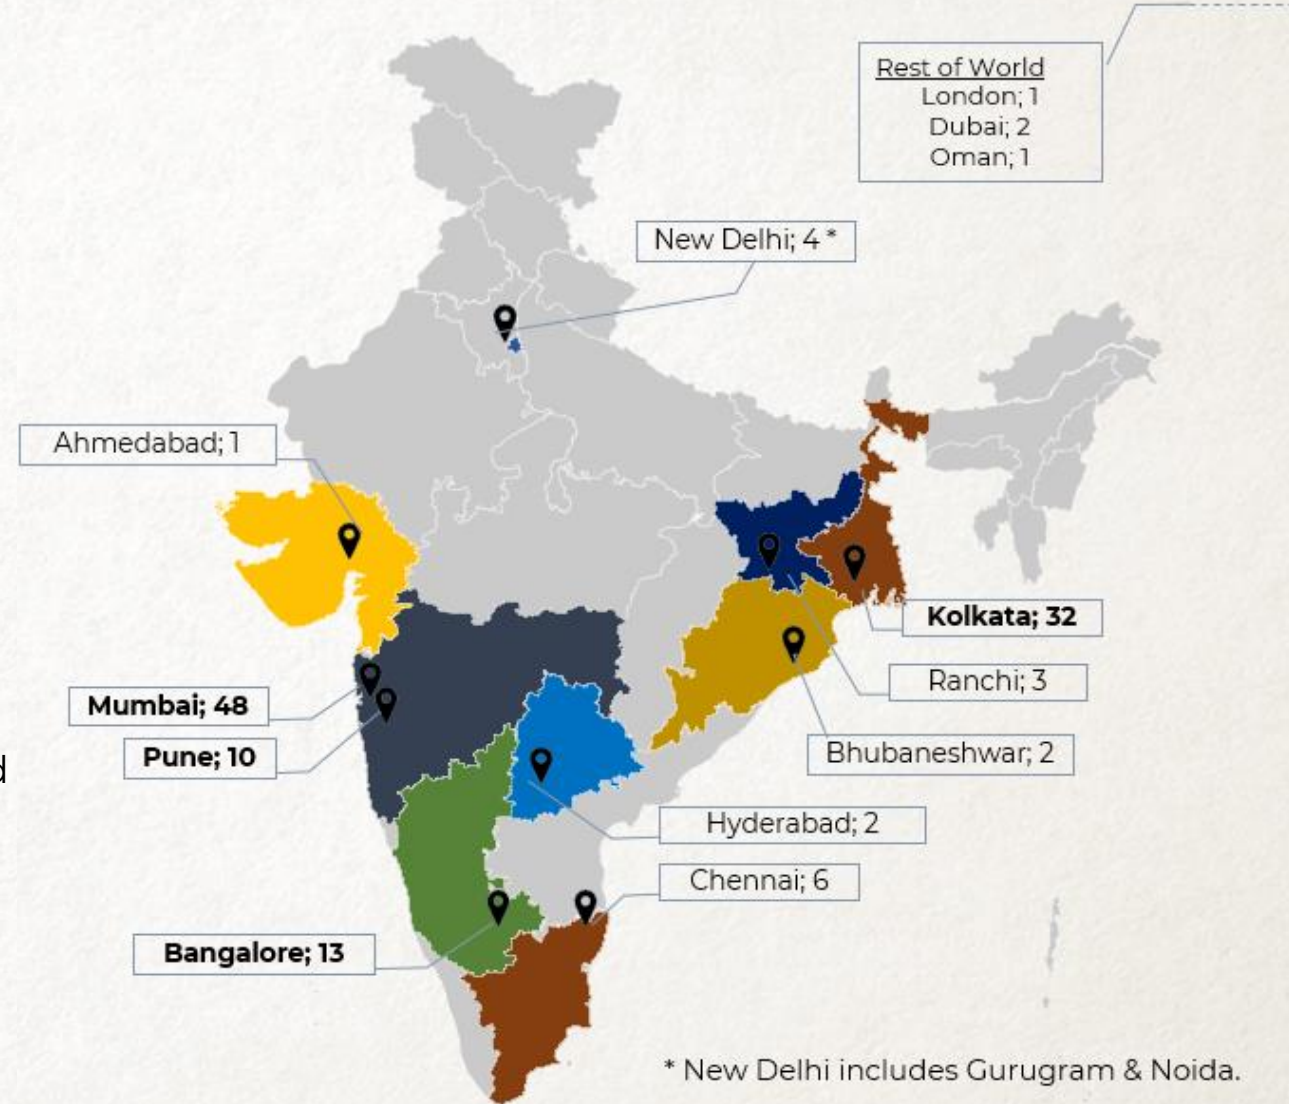 Rest of World
London; 1
Dubai; 2
Oman; 1
New Delhi; 4 *
Ahmedabad; 1
Kolkata; 32
Ranchi; 3
Mumbai; 48
Pune; 10
Bhubaneshwar; 2
Hyderabad; 2
Chennai; 6
Bangalore; 13
* New Delhi includes Gurugram & Noida.